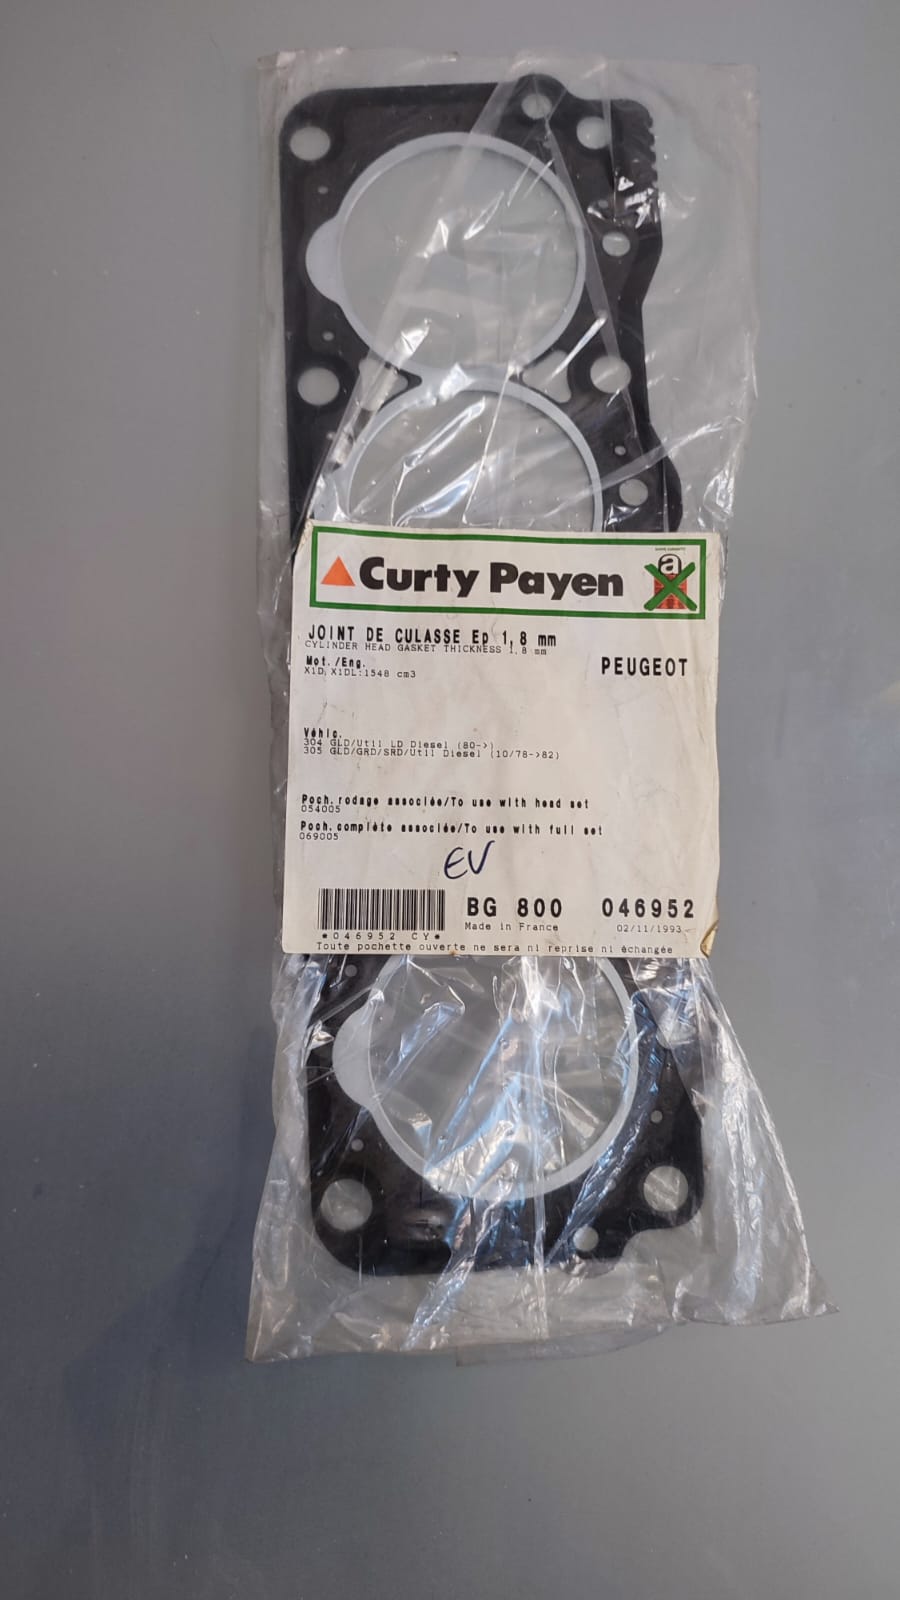 Curty Payen
a
JOINT DE CULASSE Ep 1,8 mm
CYLINDER HEAD GASKET THICKNESS 1,8 mm
Mot./Eng.
PEUGEOT
X1D, X1DL:1548 cm3
Véhic.
304 GLD/Util LD Diesel (80->)
305 GLD/GRD/SRD/Util Diesel (10/78->82)
Poch.rodage associée/To use with head set
054005
Poch.complète associée/To use with full set
069005
EV
BG 800 046952
Made in France 02/11/1993
*046952 CY*
Toute pochette ouverte ne sera ni reprise ni échangée